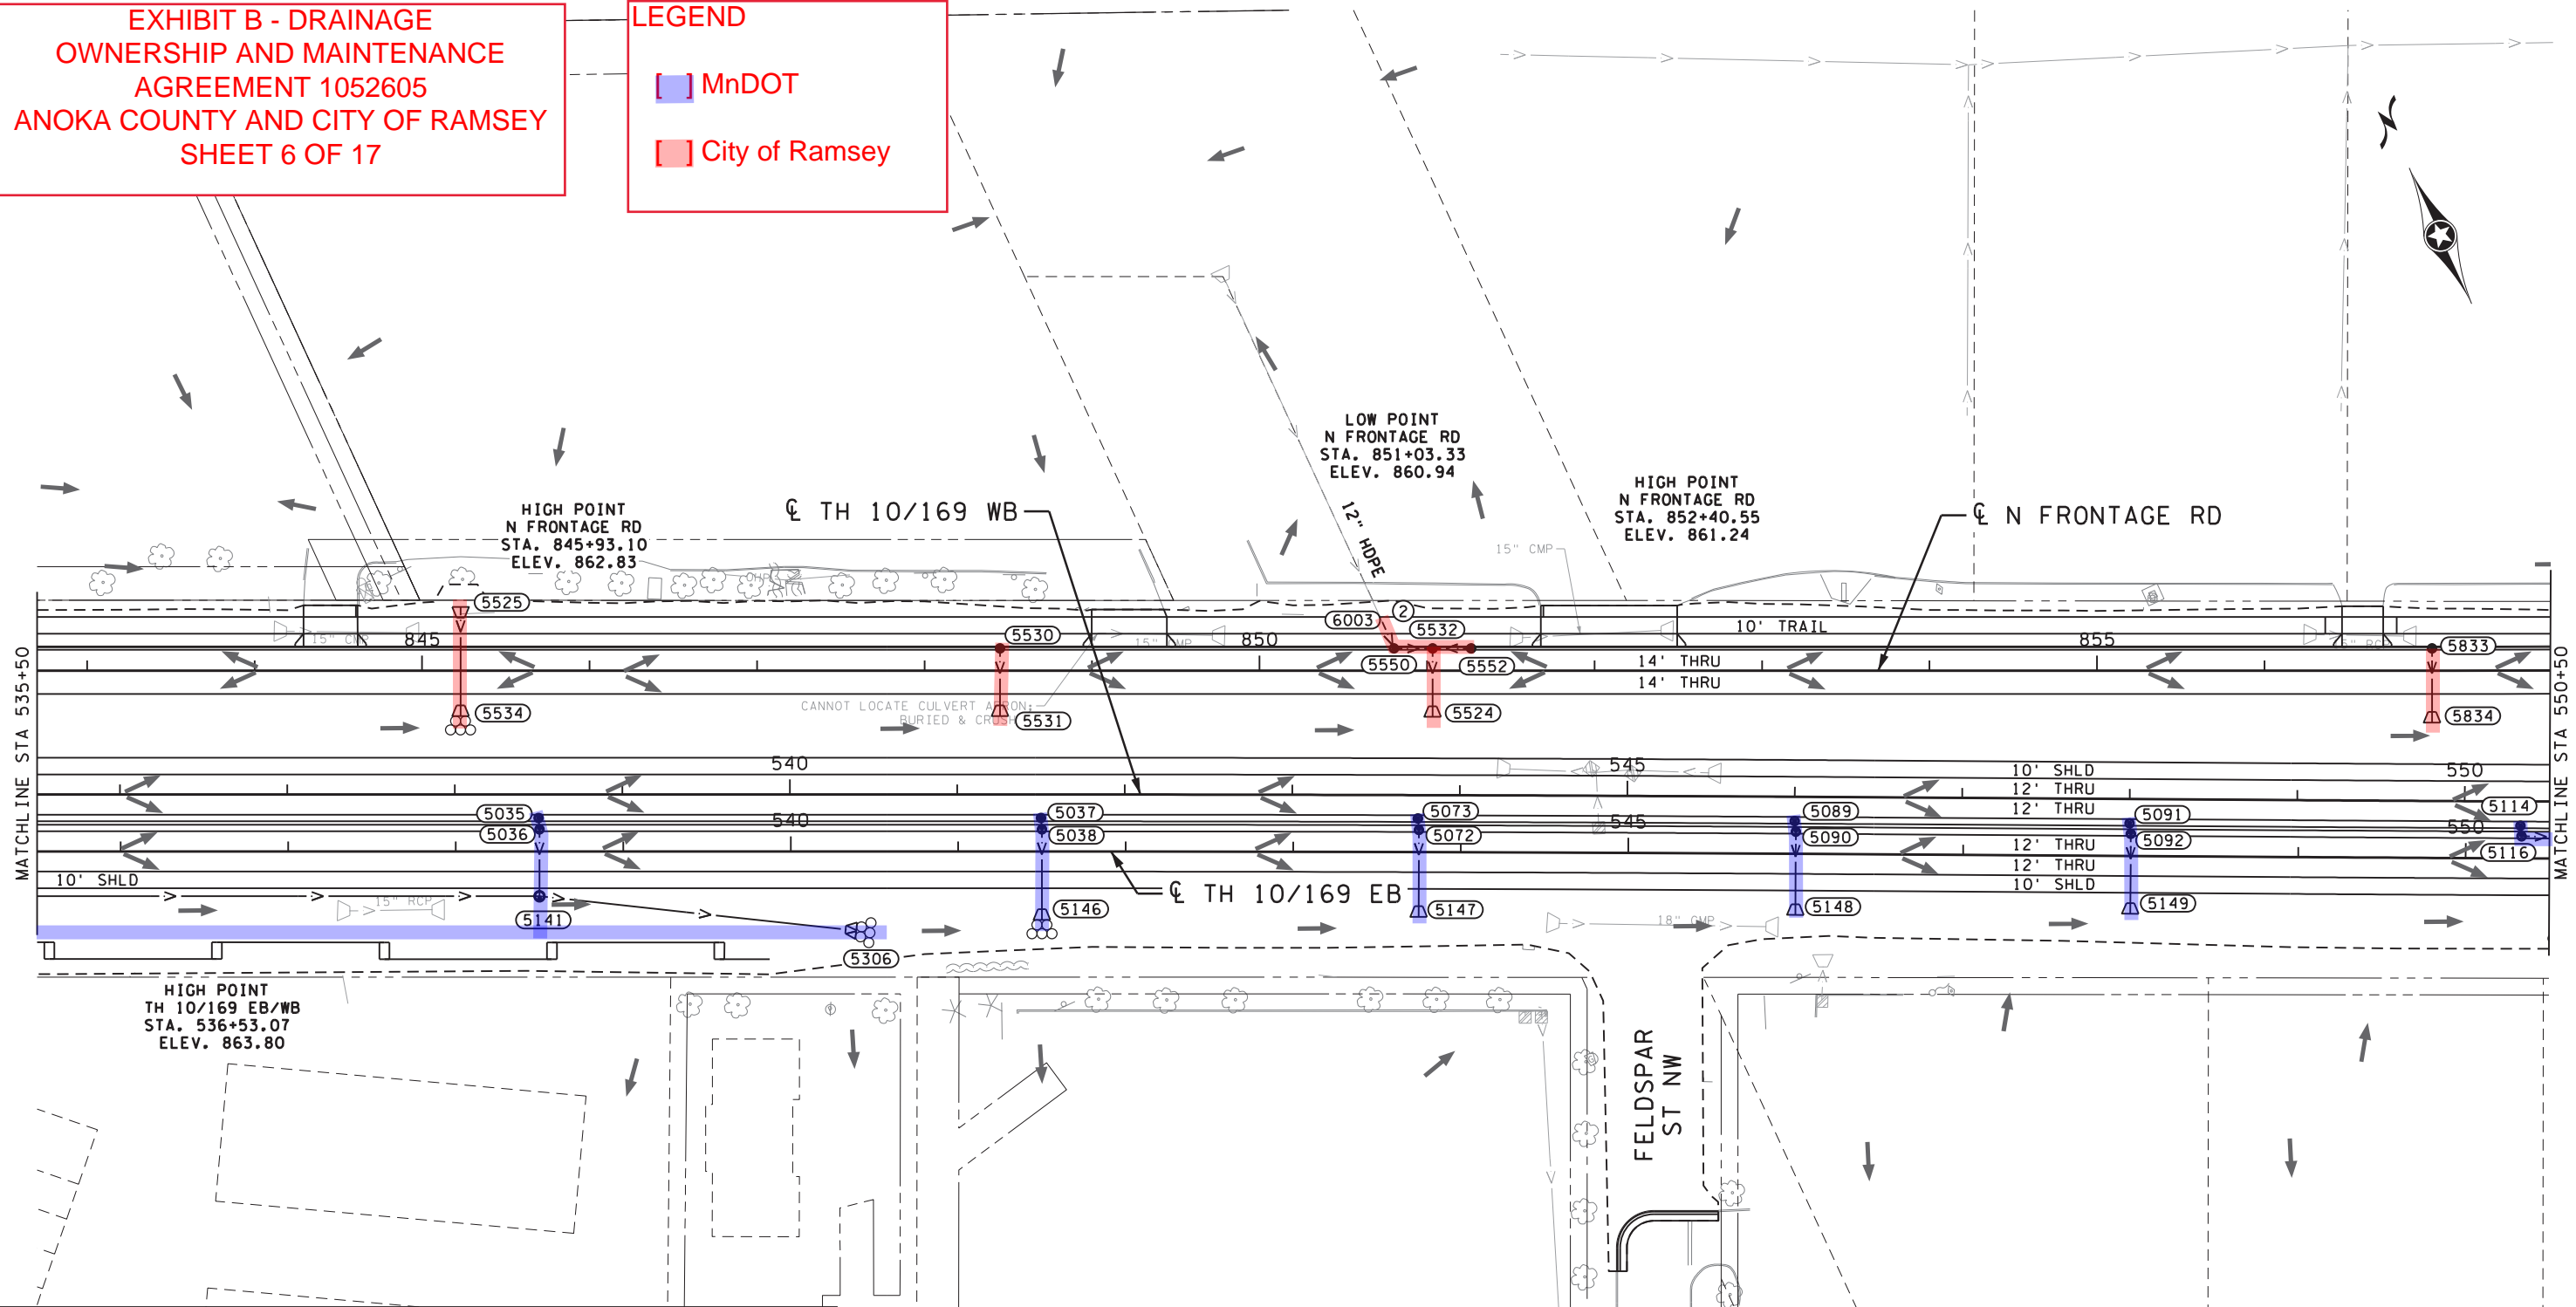 EXHIBIT B - DRAINAGE
OWNERSHIP AND MAINTENANCE
AGREEMENT 1052605
ANOKA COUNTY AND CITY OF RAMSEY
SHEET 6 OF 17
LEGEND
[ ] MnDOT
[ ] City of Ramsey
LOW POINT
N FRONTAGE RD
STA. 851+03.33
ELEV. 860.94
HIGH POINT
N FRONTAGE RD
STA. 852+40.55
ELEV. 861.24
HIGH POINT
N FRONTAGE RD
STA. 845+93.10
ELEV. 862.83
℄ TH 10/169 WB
℄ N FRONTAGE RD
12" HDPE
15" CMP
5525
6003
2
5532
5530
10' TRAIL
15" CMP
845
850
855
5833
5550
5552
14' THRU
14' THRU
5534
5531
5524
5834
CANNOT LOCATE CULVERT APRON;
BURIED & CRUSH
MATCHLINE STA 535+50
MATCHLINE STA 550+50
540
545
550
10' SHLD
12' THRU
12' THRU
5035
5037
5073
5089
5091
5114
5036
540
5038
5072
545
5090
5092
550
5116
12' THRU
12' THRU
10' SHLD
10' SHLD
℄ TH 10/169 EB
15" RCP
5141
5146
5147
5148
5149
18" CMP
5306
HIGH POINT
TH 10/169 EB/WB
STA. 536+53.07
ELEV. 863.80
FELDSPAR
ST NW